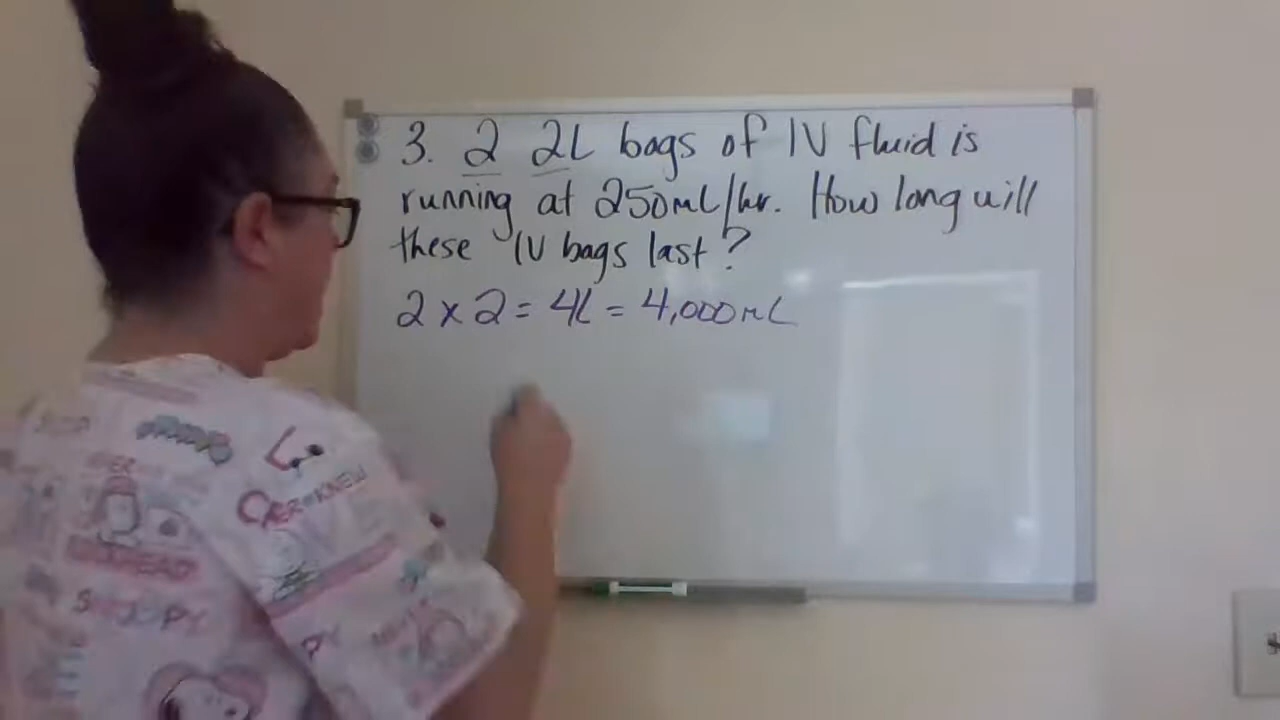 3. 2 2L bags of IV fluid is
running at 250mL/hr. How long will
these IV bags last?
2 x 2 = 4L = 4,000mL